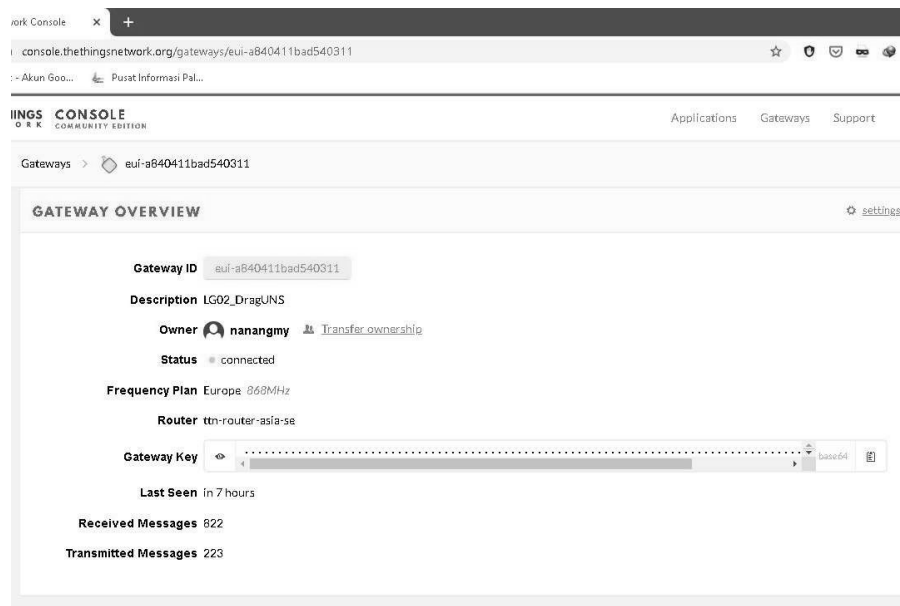 ork Console × +
console.thethingsnetwork.org/gateways/eui-a840411bad540311
- Akun Goo... Pusat Informasi Pal...
INGS CONSOLE
ORK COMMUNITY EDITION
Applications Gateways Support
Gateways > eui-a840411bad540311
GATEWAY OVERVIEW
settings
Gateway ID eui-a840411bad540311
Description LG02_DragUNS
Owner nanangmy Transfer ownership
Status connected
Frequency Plan Europe 868MHz
Router ttn-router-asia-se
Gateway Key base64
Last Seen in 7 hours
Received Messages 822
Transmitted Messages 223